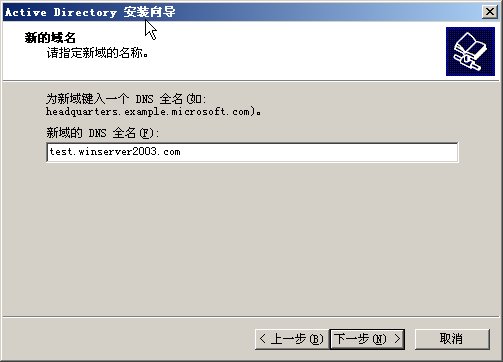 Active Directory 安装向导
新的域名
请指定新域的名称。
为新域键入一个 DNS 全名(如:
headquarters.example.microsoft.com)。
新域的 DNS 全名(F):
test.winserver2003.com
< 上一步(B) 下一步(N) > 取消